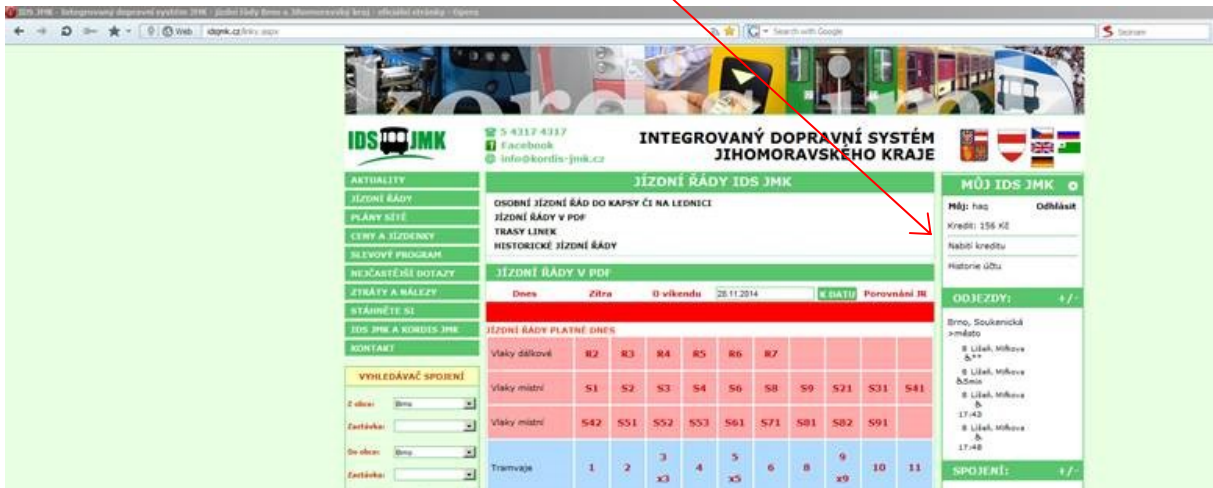 IDS JMK - Integrovaný dopravní systém JMK - jízdní řády Brno a Jihomoravský kraj - oficiální stránky - Opera
Web
idsjmk.cz/linky.aspx
Search with Google
Seznam
kordis jmk
IDS JMK
5 4317 4317
Facebook
info@kordis-jmk.cz
INTEGROVANÝ DOPRAVNÍ SYSTÉM
JIHOMORAVSKÉHO KRAJE
AKTUALITY
JÍZDNÍ ŘÁDY
PLÁNY SÍTĚ
CENY A JÍZDENKY
SLEVOVÝ PROGRAM
NEJČASTĚJŠÍ DOTAZY
ZTRÁTY A NÁLEZY
STÁHNĚTE SI
IDS JMK A KORDIS JMK
KONTAKT
VYHLEDÁVAČ SPOJENÍ
Z obce: Brno
Zastávka:
Do obce: Brno
Zastávka:
JÍZDNÍ ŘÁDY IDS JMK
OSOBNÍ JÍZDNÍ ŘÁD DO KAPSY ČI NA LEDNICI
JÍZDNÍ ŘÁDY V PDF
TRASY LINEK
HISTORICKÉ JÍZDNÍ ŘÁDY
JÍZDNÍ ŘÁDY V PDF
Dnes Zítra O víkendu 28.11.2014 K DATU Porovnání JŘ
JÍZDNÍ ŘÁDY PLATNÉ DNES
Vlaky dálkové R2 R3 R4 R5 R6 R7
Vlaky místní S1 S2 S3 S4 S6 S8 S9 S21 S31 S41
Vlaky místní S42 S51 S52 S53 S61 S71 S81 S82 S91
Tramvaje 1 2 3 x3 4 5 x5 6 8 9 x9 10 11
MŮJ IDS JMK
Můj: haq Odhlásit
Kredit: 156 Kč
Nabití kreditu
Historie účtu
ODJEZDY: +/-
Brno, Soukenická
>město
8 Líšeň, Mifkova
**
8 Líšeň, Mifkova
5min
8 Líšeň, Mifkova
17:43
8 Líšeň, Mifkova
17:48
SPOJENÍ: +/-